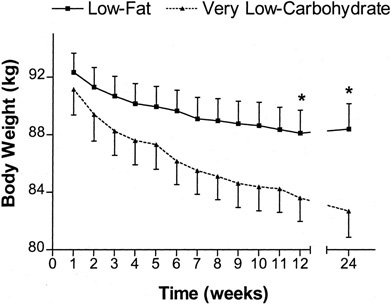 Low-Fat Very Low-Carbohydrate
Body Weight (kg)
92
88
84
80
* *
0 1 2 3 4 5 6 7 8 9 10 11 12 24
Time (weeks)